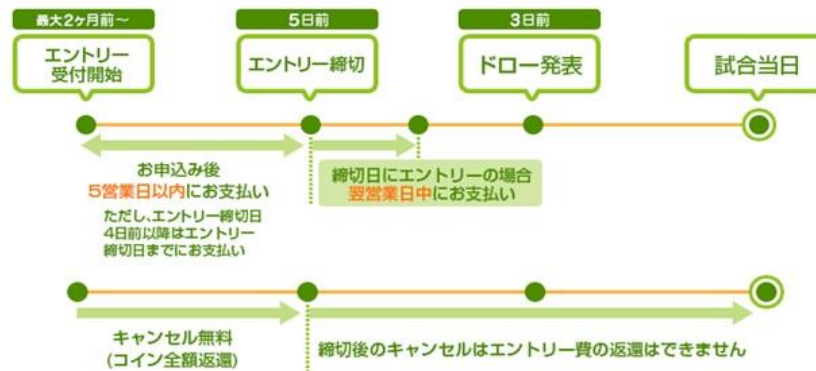 最大2ヶ月前～
5日前
3日前
エントリー
受付開始
エントリー締切
ドロー発表
試合当日
お申込み後
5営業日以内にお支払い
ただし、エントリー締切日
4日前以降はエントリー
締切日までにお支払い
締切日にエントリーの場合
翌営業日中にお支払い
キャンセル無料
(コイン全額返還)
締切後のキャンセルはエントリー費の返還はできません